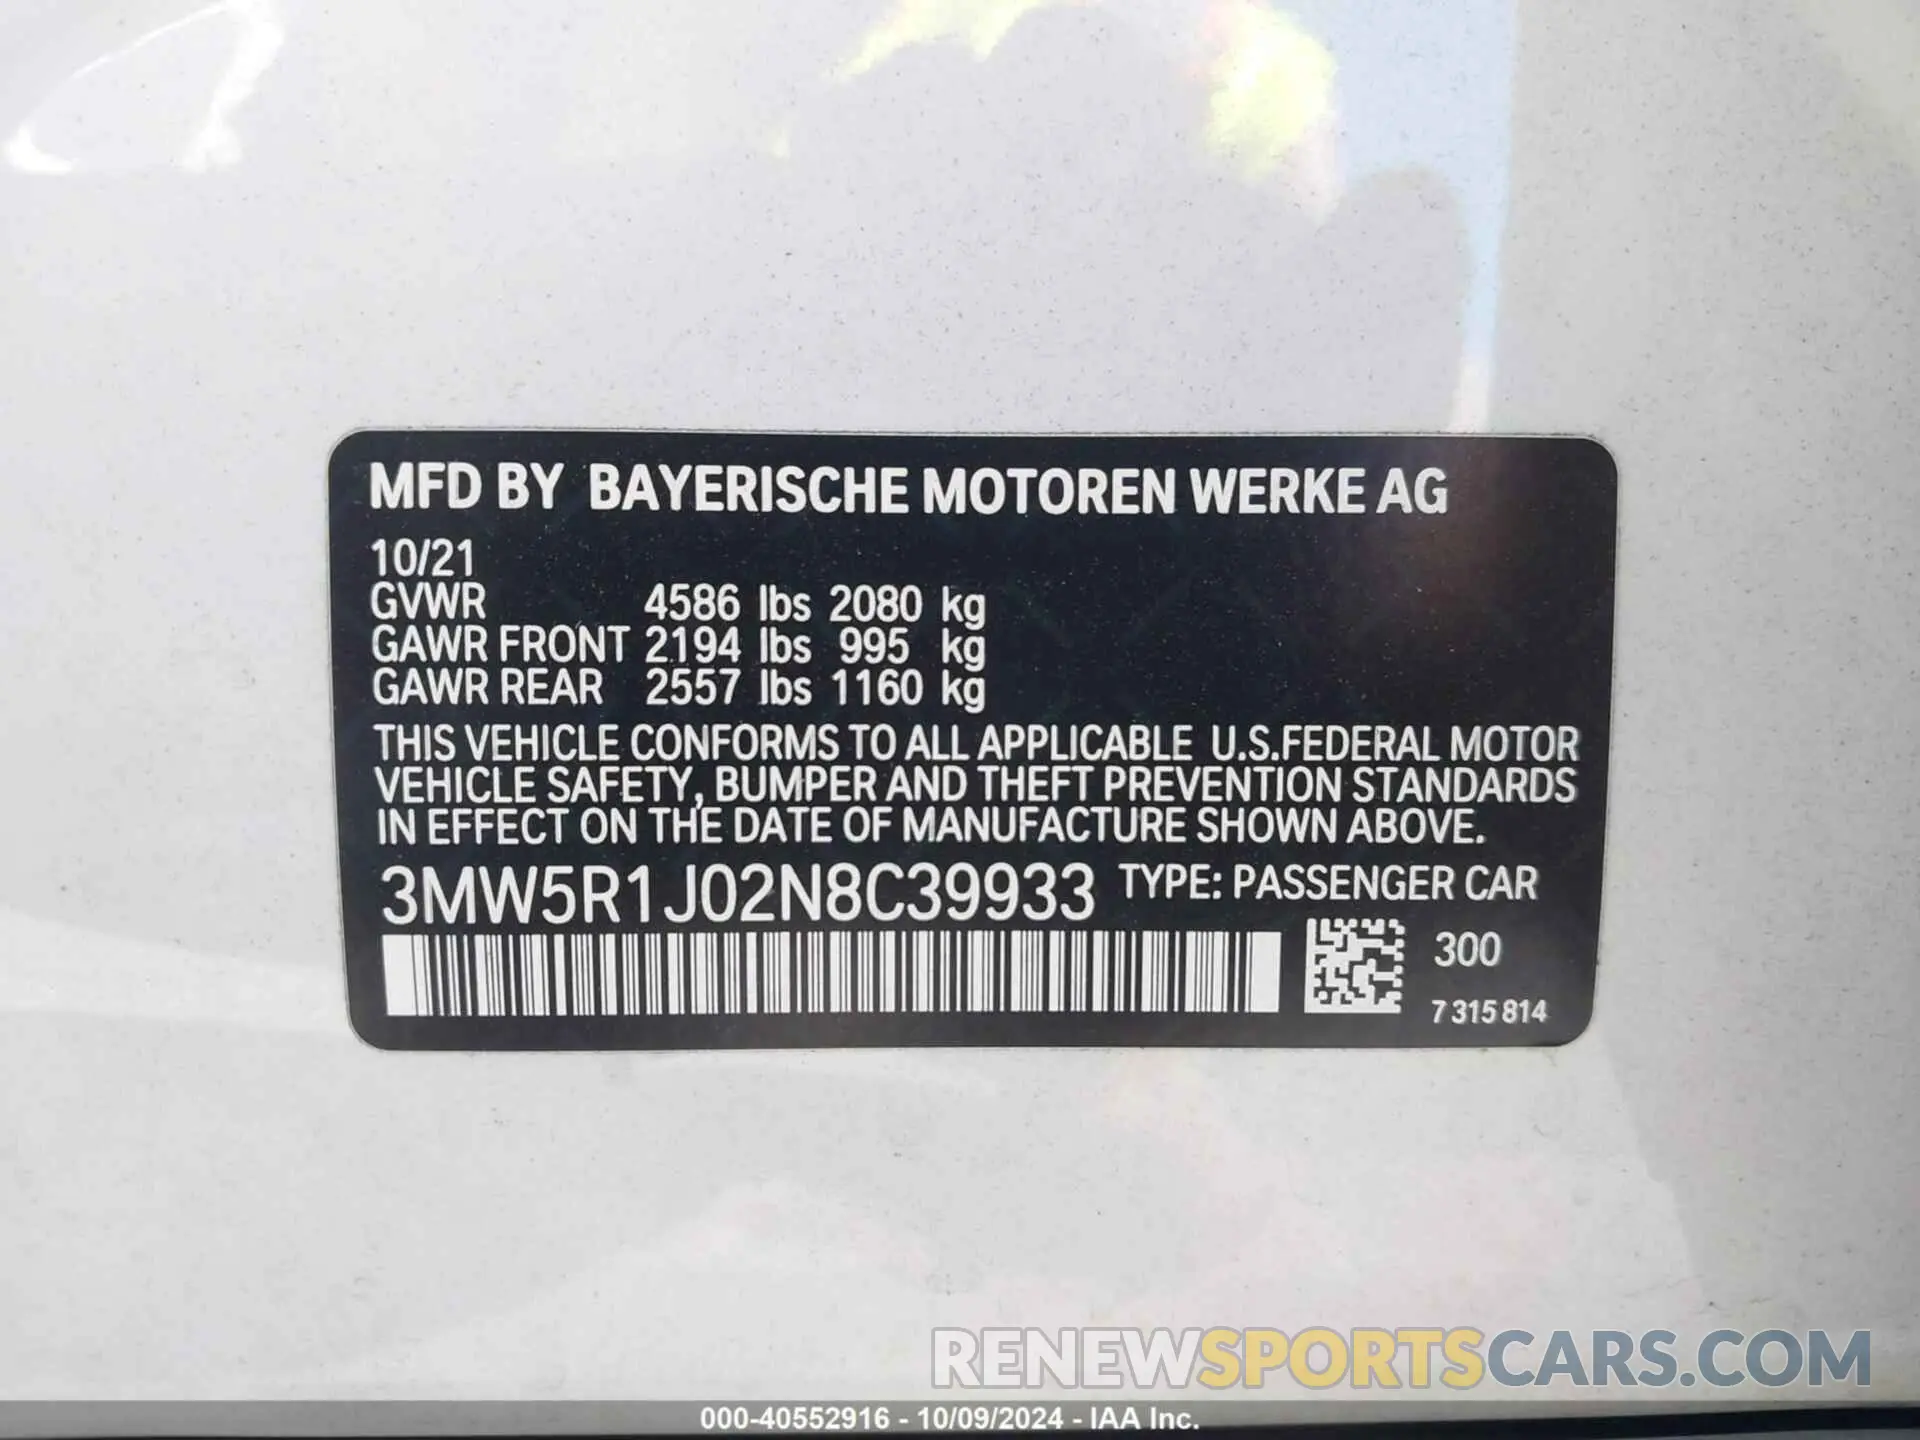 MFD BY BAYERISCHE MOTOREN WERKE AG
10/21
GVWR 4586 lbs 2080 kg
GAWR FRONT 2194 lbs 995 kg
GAWR REAR 2557 lbs 1160 kg
THIS VEHICLE CONFORMS TO ALL APPLICABLE U.S.FEDERAL MOTOR
VEHICLE SAFETY, BUMPER AND THEFT PREVENTION STANDARDS
IN EFFECT ON THE DATE OF MANUFACTURE SHOWN ABOVE.
3MW5R1J02N8C39933 TYPE: PASSENGER CAR
300
7 315 814
RENEWSPORTSCARS.COM
000-40552916 - 10/09/2024 - IAA Inc.